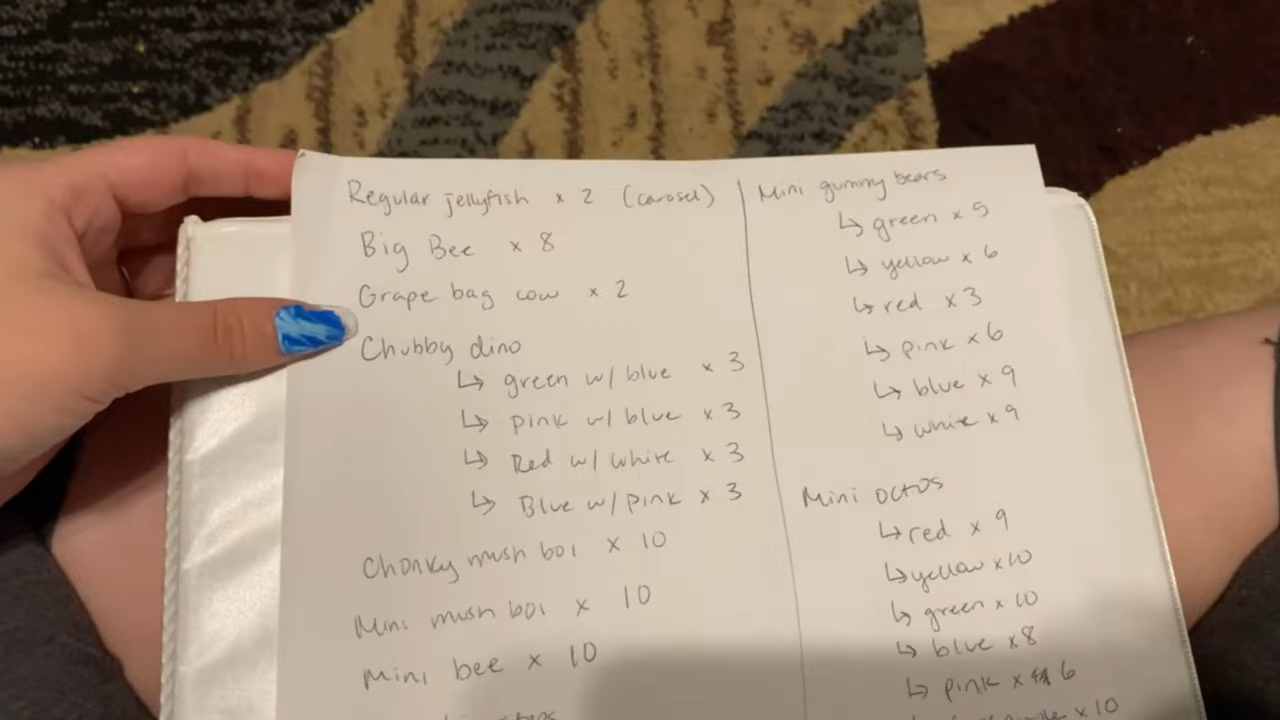 Regular jellyfish x 2 (carosel)
Big Bee x 8
Grape bag cow x 2
Chubby dino
↳ green w/ blue x 3
↳ pink w/ blue x 3
↳ Red w/ white x 3
↳ Blue w/ pink x 3
Chonky mush boi x 10
Mini mush boi x 10
Mini bee x 10
Mini gummy bears
↳ green x 5
↳ yellow x 6
↳ red x 3
↳ pink x 6
↳ blue x 9
↳ white x 9
Mini octos
↳ red x 9
↳ yellow x 10
↳ green x 10
↳ blue x 8
↳ pink x 6
x 10